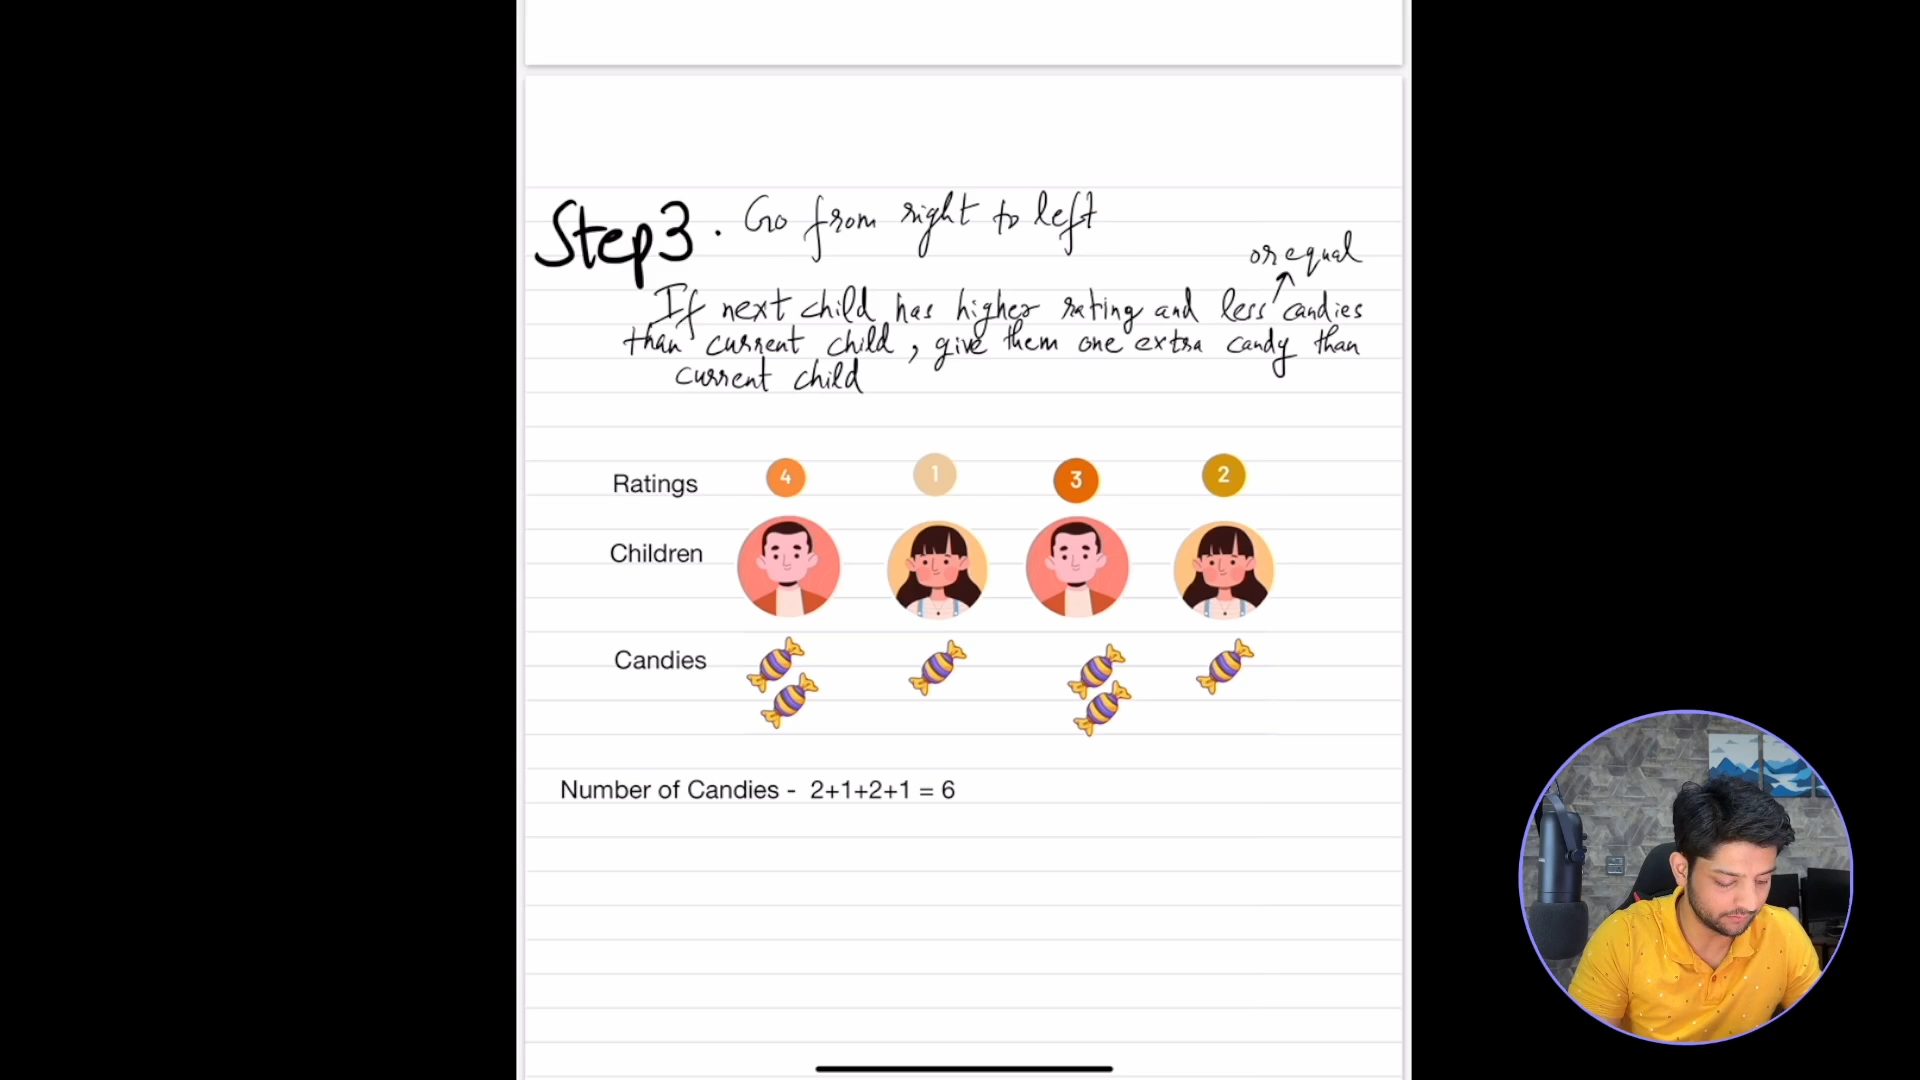 Step 3. Go from right to left
or equal
If next child has higher rating and less candies
than current child, give them one extra candy than
current child
Ratings 4 1 3 2
Children
Candies
Number of Candies - 2+1+2+1 = 6